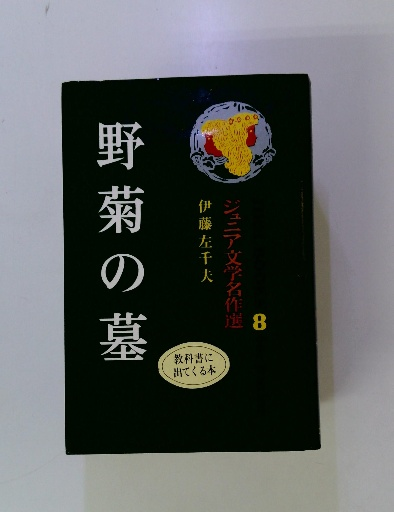 野菊の墓
伊藤左千夫
ジュニア文学名作選
8
教科書に
出てくる本